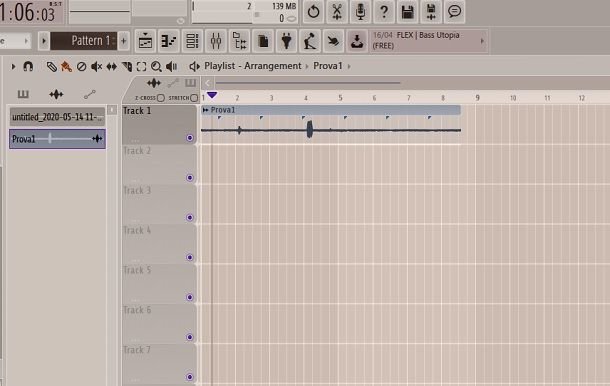 1:06:03
M:S:CS
2
139 MB
0
e
Pattern 1
+
16/04 FLEX | Bass Utopia
(FREE)
Playlist - Arrangement › Prova1 ›
Z-CROSS STRETCH
1 2 3 4 5 6 7 8 9 10 11 12
untitled_2020-05-14 11-...
Prova1
Track 1
Prova1
Track 2
Track 3
Track 4
Track 5
Track 6
Track 7